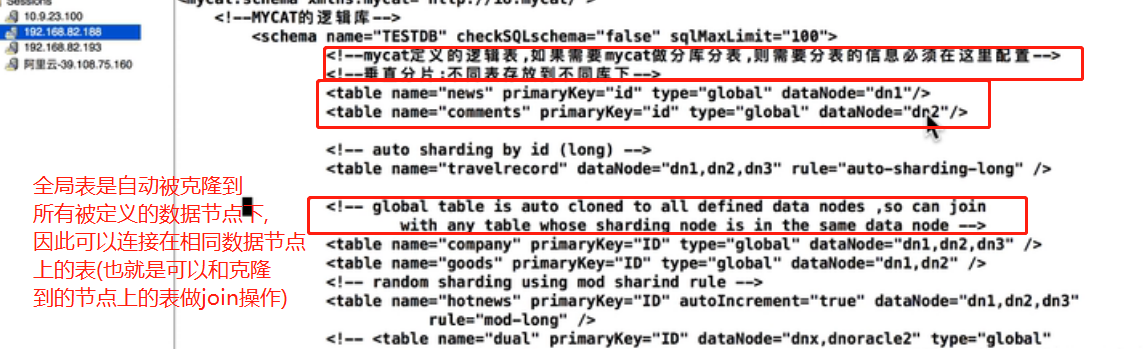 Sessions
10.9.23.100
192.168.82.188
192.168.82.193
阿里云-39.108.75.160
<mycat:schema xmlns:mycat="http://io.mycat/">
<!--MYCAT的逻辑库-->
<schema name="TESTDB" checkSQLschema="false" sqlMaxLimit="100">
<!--mycat定义的逻辑表,如果需要mycat做分库分表,则需要分表的信息必须在这里配置-->
<!--垂直分片:不同表存放到不同库下-->
<table name="news" primaryKey="id" type="global" dataNode="dn1"/>
<table name="comments" primaryKey="id" type="global" dataNode="dn2"/>
<!-- auto sharding by id (long) -->
<table name="travelrecord" dataNode="dn1,dn2,dn3" rule="auto-sharding-long" />
<!-- global table is auto cloned to all defined data nodes ,so can join
with any table whose sharding node is in the same data node -->
<table name="company" primaryKey="ID" type="global" dataNode="dn1,dn2,dn3" />
<table name="goods" primaryKey="ID" type="global" dataNode="dn1,dn2" />
<!-- random sharding using mod sharind rule -->
<table name="hotnews" primaryKey="ID" autoIncrement="true" dataNode="dn1,dn2,dn3"
rule="mod-long" />
<!-- <table name="dual" primaryKey="ID" dataNode="dnx,dnoracle2" type="global"
全局表是自动被克隆到
所有被定义的数据节点下,
因此可以连接在相同数据节点
上的表(也就是可以和克隆
到的节点上的表做join操作)